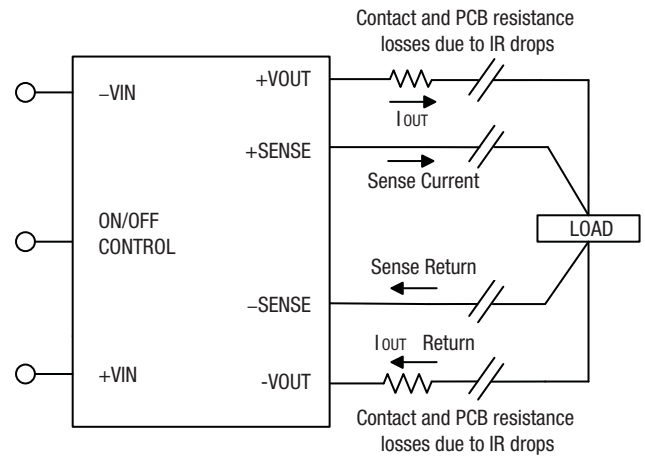 Contact and PCB resistance
losses due to IR drops
+VOUT
–VIN
IOUT
+SENSE
Sense Current
ON/OFF
CONTROL
LOAD
Sense Return
–SENSE
IOUT Return
+VIN
-VOUT
Contact and PCB resistance
losses due to IR drops